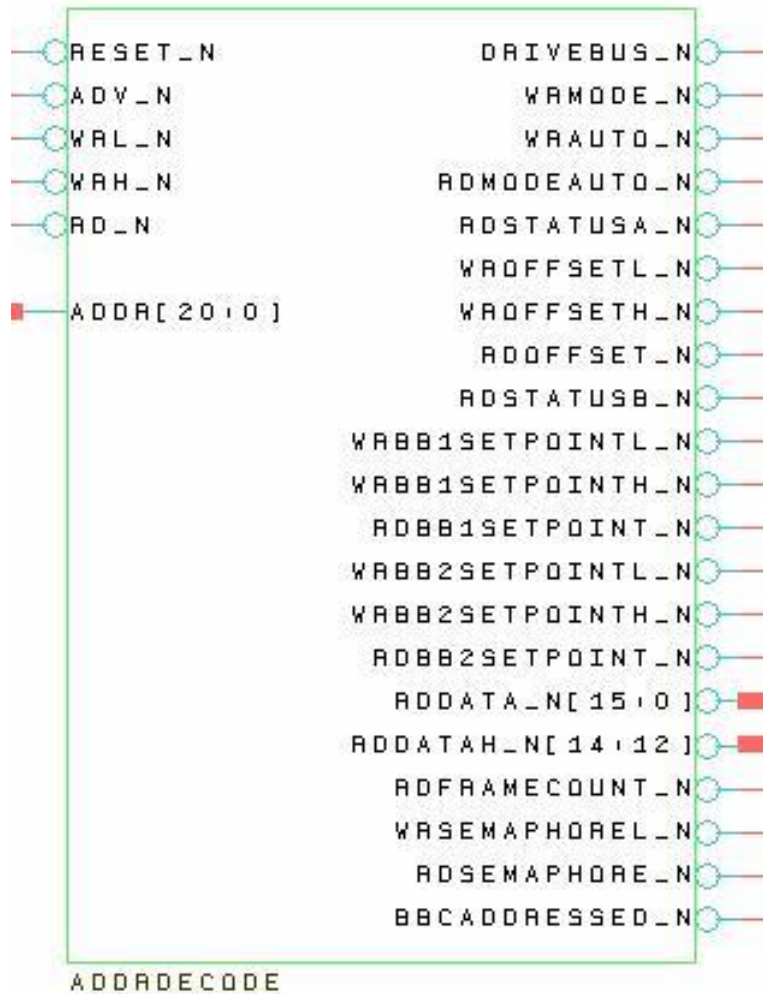 RESET_N DRIVEBUS_N
ADV_N WRMODE_N
WRL_N WRAUTO_N
WRH_N RDMODEAUTO_N
RD_N RDSTATUSA_N
WROFFSETL_N
ADDR[20:0] WROFFSETH_N
RDOFFSET_N
RDSTATUSB_N
WRBB1SETPOINTL_N
WRBB1SETPOINTH_N
RDBB1SETPOINT_N
WRBB2SETPOINTL_N
WRBB2SETPOINTH_N
RDBB2SETPOINT_N
RDDATA_N[15:0]
RDDATAH_N[14:12]
RDFRAMECOUNT_N
WRSEMAPHOREL_N
RDSEMAPHORE_N
BBCADDRESSED_N
ADDRDECODE